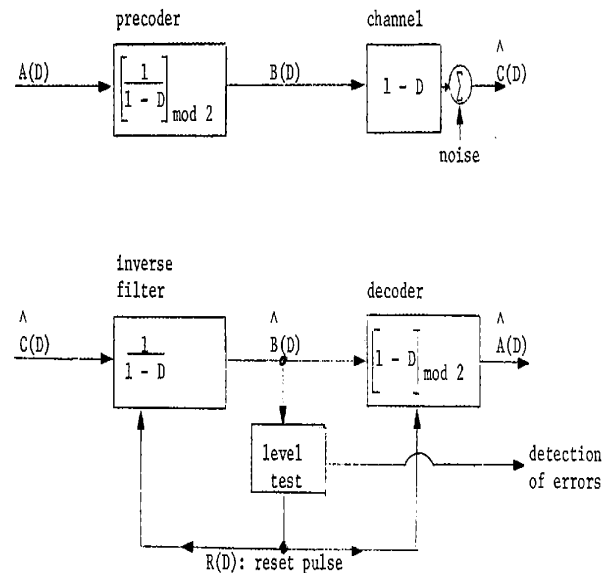 precoder
channel
A(D)
[ 1 / 1 - D ] mod 2
B(D)
1 - D
Σ
^
C(D)
noise
inverse
filter
decoder
^
C(D)
1 / 1 - D
^
B(D)
[ 1 - D ] mod 2
^
A(D)
level
test
detection
of errors
R(D): reset pulse